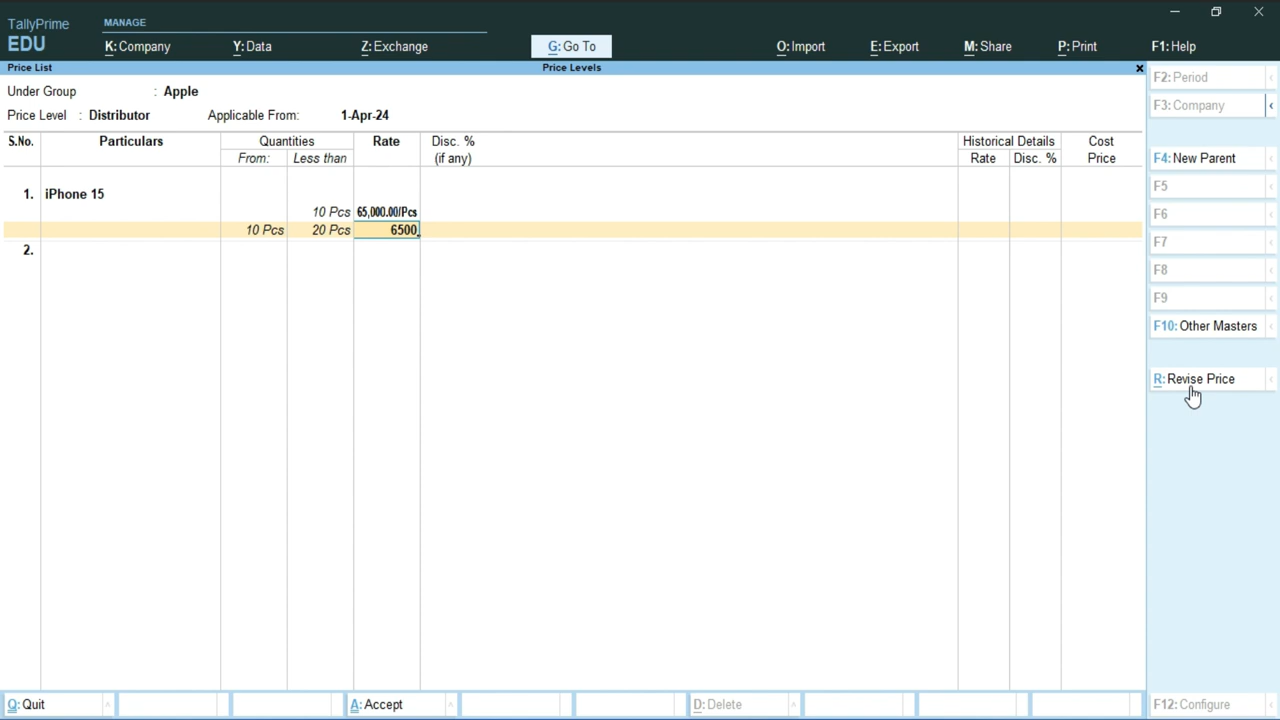 TallyPrime
EDU
MANAGE
K: Company
Y: Data
Z: Exchange
G: Go To
O: Import
E: Export
M: Share
P: Print
F1: Help
Price List
Price Levels
x
Under Group : Apple
Price Level : Distributor Applicable From: 1-Apr-24
S.No. Particulars Quantities Rate Disc. % Historical Details Cost
From: Less than (if any) Rate Disc. % Price
1. iPhone 15
10 Pcs 65,000.00/Pcs
10 Pcs 20 Pcs 6500
2.
F2: Period
F3: Company
F4: New Parent
F5
F6
F7
F8
F9
F10: Other Masters
R: Revise Price
Q: Quit
A: Accept
D: Delete
F12: Configure